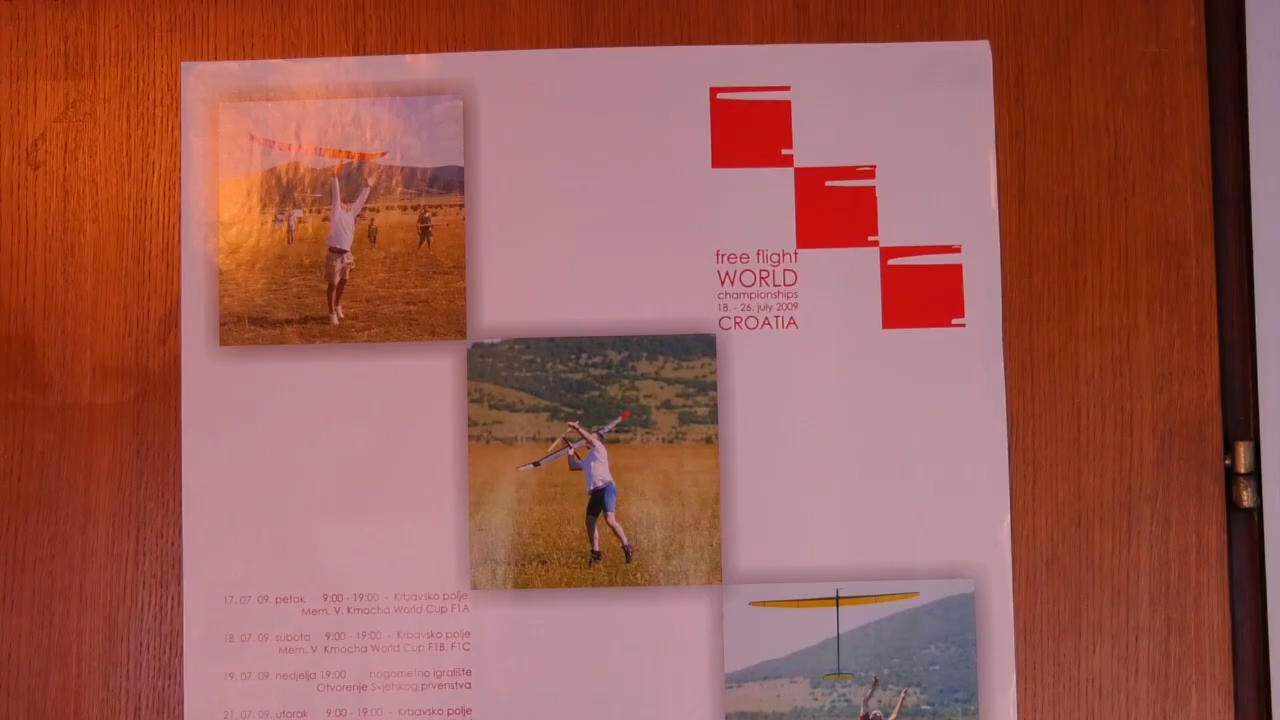 free flight
WORLD
championships
18. - 26. july 2009
CROATIA
17. 07. 09. petak 9:00 - 19:00 - Krbavsko polje
Mem. V. Kmocha World Cup F1A
18. 07. 09. subota 9:00 - 19:00 - Krbavsko polje
Mem. V. Kmocha World Cup F1B, F1C
19. 07. 09. nedjelja 19:00 nogometno igralište
Otvorenje Svjetskog prvenstva
21. 07. 09. utorak 9:00 - 19:00 - Krbavsko polje